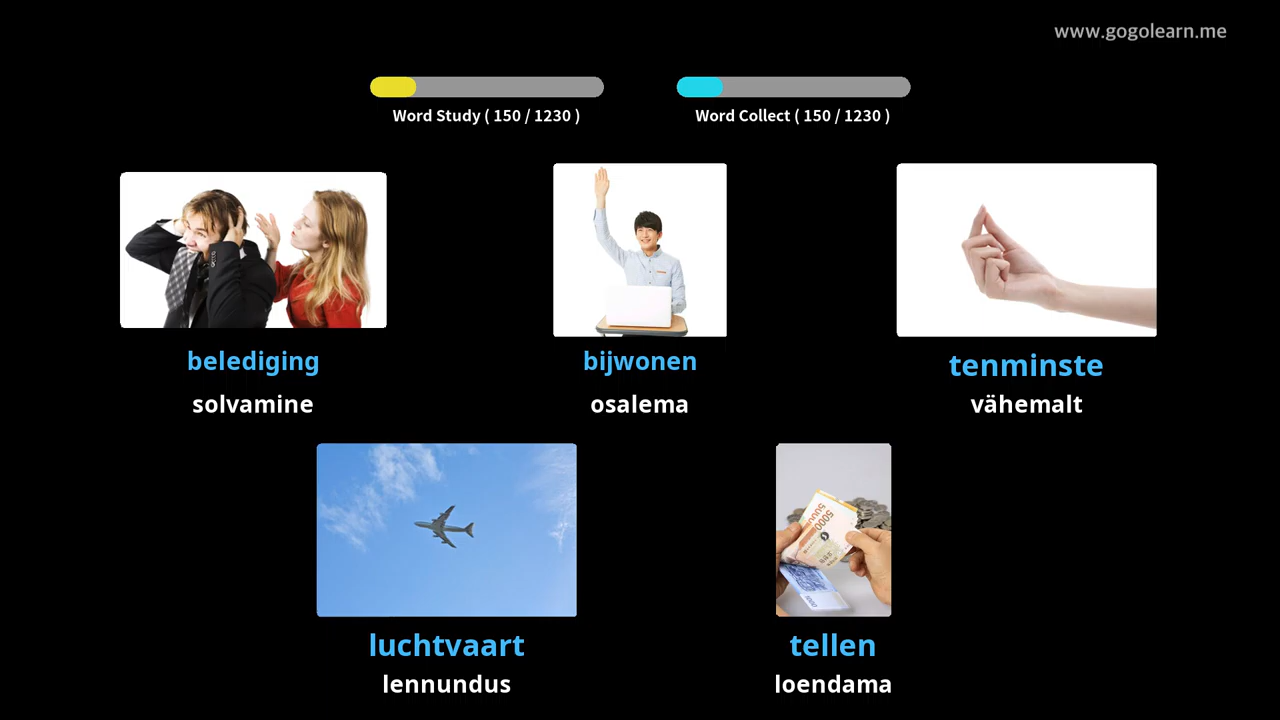 www.gogolearn.me
Word Study ( 150 / 1230 )
Word Collect ( 150 / 1230 )
belediging
solvamine
bijwonen
osalema
tenminste
vähemalt
luchtvaart
lennundus
tellen
loendama